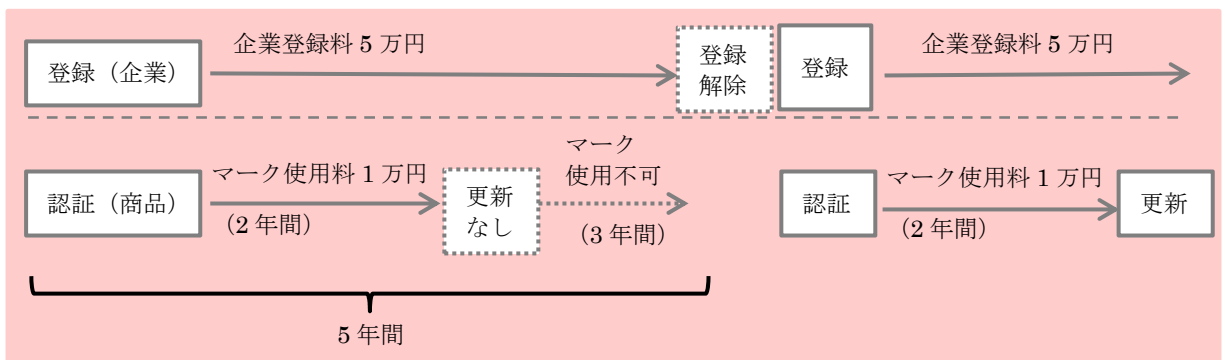 企業登録料 5 万円
登録（企業）
登録
解除
登録
企業登録料 5 万円
認証（商品）
マーク使用料 1 万円
（2 年間）
更新
なし
マーク
使用不可
（3 年間）
認証
マーク使用料 1 万円
（2 年間）
更新
5 年間